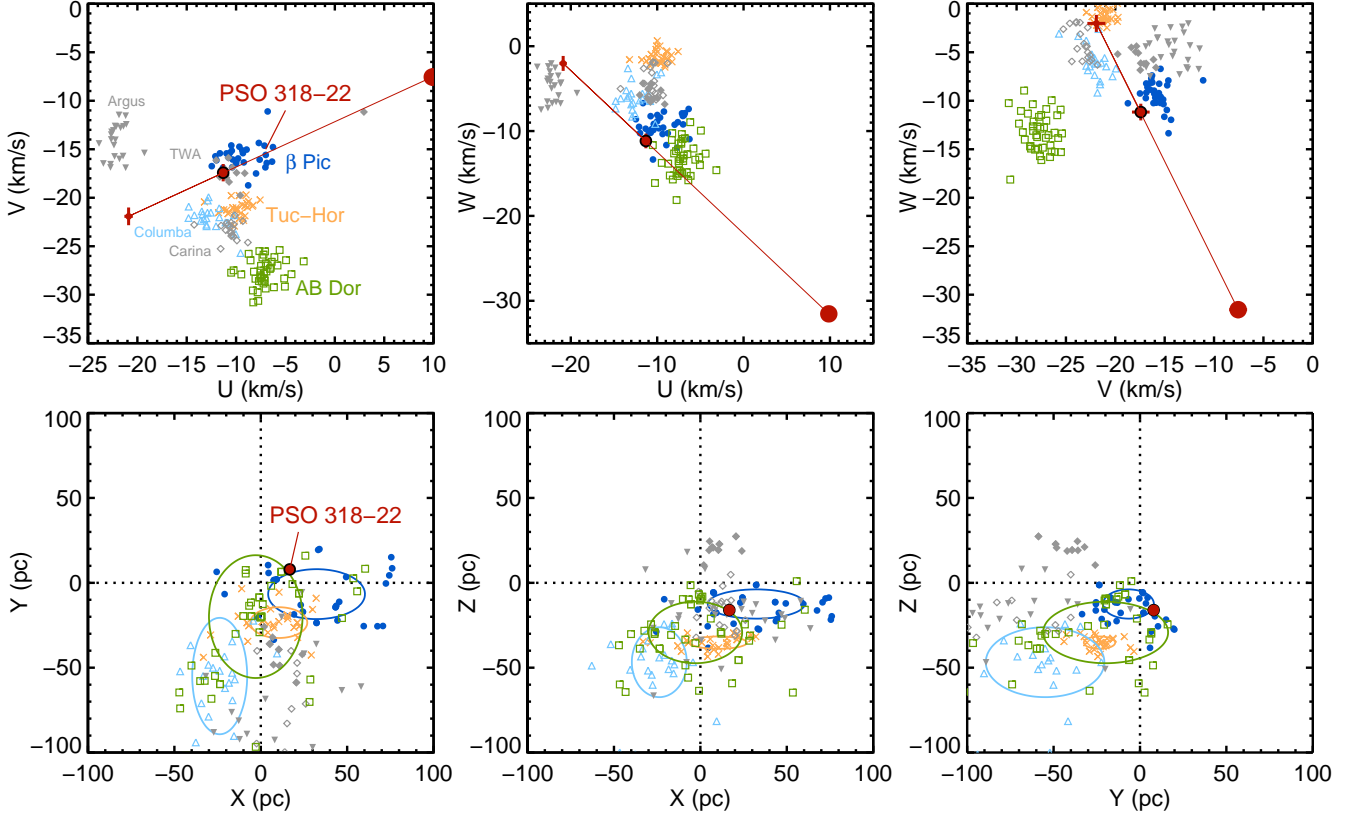 0
−5
−10
−15
−20
−25
−30
−35
V (km/s)
Argus
PSO 318−22
TWA
β Pic
Tuc−Hor
Columba
Carina
AB Dor
−25 −20 −15 −10 −5 0 5 10
U (km/s)
0
−10
−20
−30
W (km/s)
−20 −10 0 10
U (km/s)
0
−5
−10
−15
−20
−25
−30
−35
W (km/s)
−35 −30 −25 −20 −15 −10 −5 0
V (km/s)
100
50
0
−50
−100
Y (pc)
PSO 318−22
−100 −50 0 50 100
X (pc)
100
50
0
−50
−100
Z (pc)
−100 −50 0 50 100
X (pc)
100
50
0
−50
−100
Z (pc)
−100 −50 0 50 100
Y (pc)